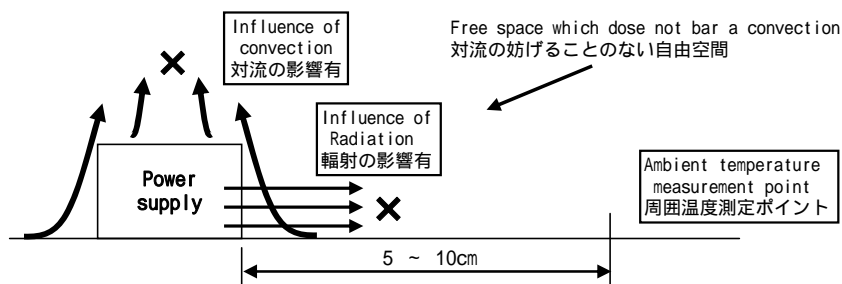 Influence of
convection
対流の影響有
Free space which dose not bar a convection
対流の妨げることのない自由空間
Influence of
Radiation
輻射の影響有
Power
supply
Ambient temperature
measurement point
周囲温度測定ポイント
5 ~ 10cm